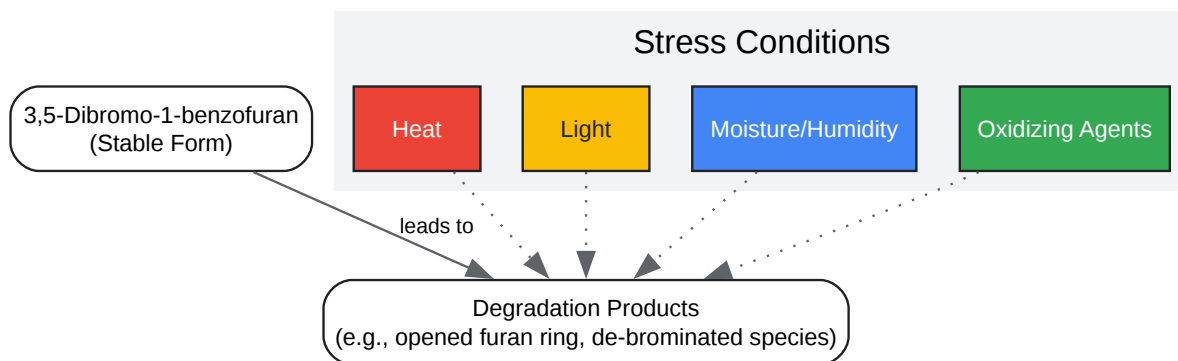 Stress Conditions
3,5-Dibromo-1-benzofuran
(Stable Form)
Heat
Light
Moisture/Humidity
Oxidizing Agents
leads to
Degradation Products
(e.g., opened furan ring, de-brominated species)